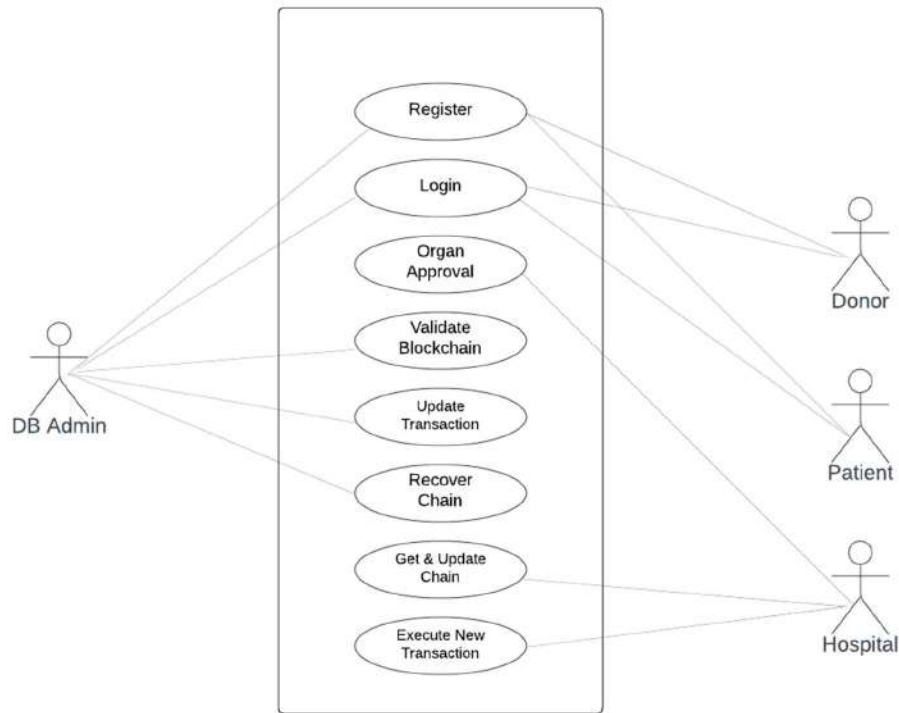 Register
Login
Organ
Approval
Donor
Validate
Blockchain
DB Admin
Update
Transaction
Patient
Recover
Chain
Get & Update
Chain
Execute New
Transaction
Hospital